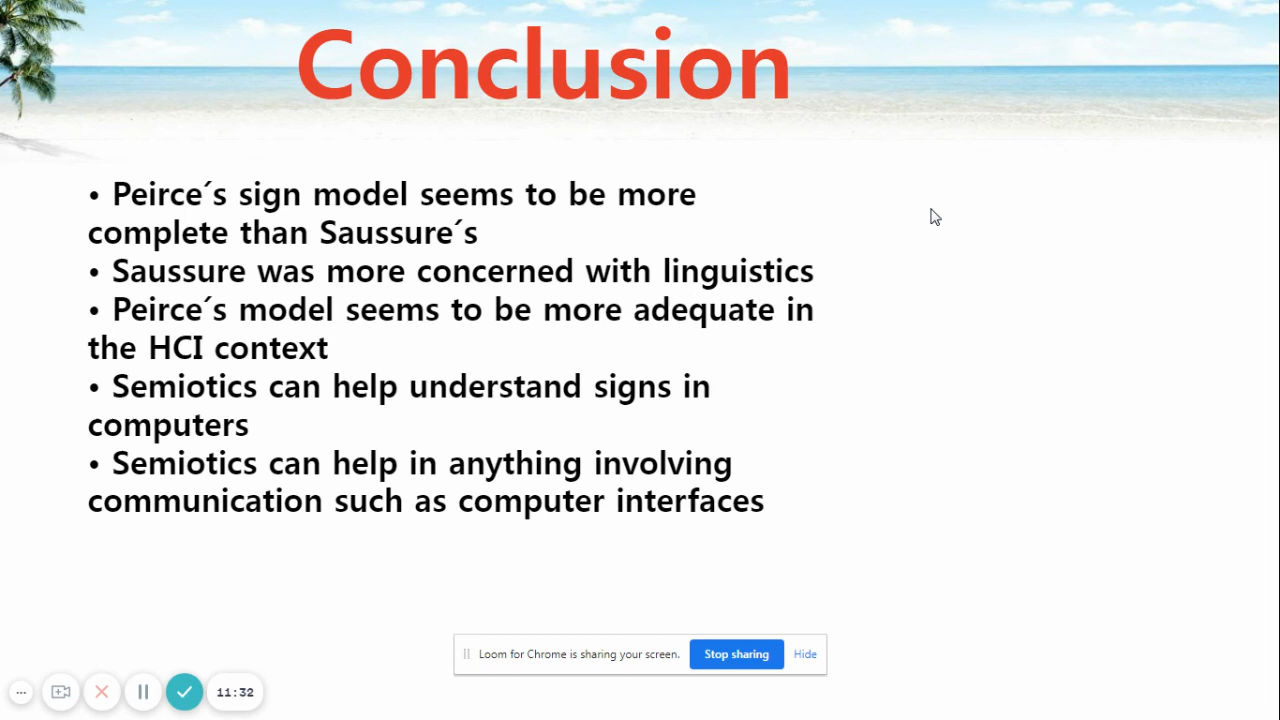 Conclusion
• Peirce´s sign model seems to be more
complete than Saussure´s
• Saussure was more concerned with linguistics
• Peirce´s model seems to be more adequate in
the HCI context
• Semiotics can help understand signs in
computers
• Semiotics can help in anything involving
communication such as computer interfaces
Loom for Chrome is sharing your screen. Stop sharing Hide
11:32